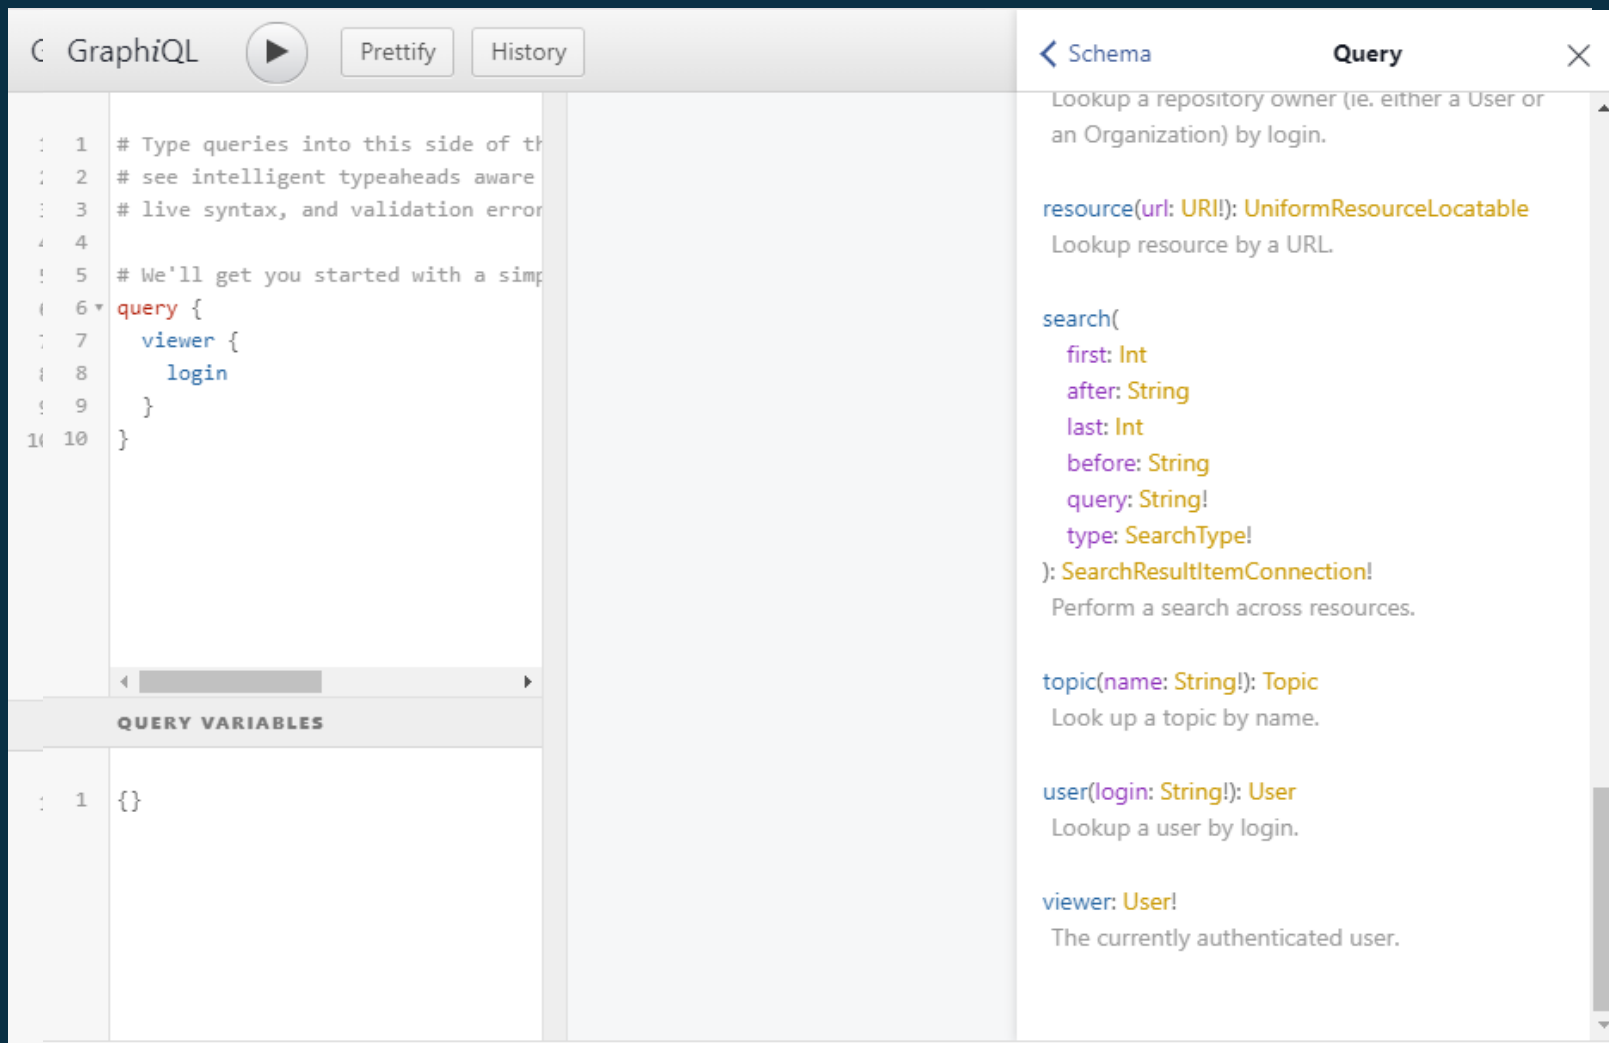 GraphiQL
Prettify
History
1 # Type queries into this side of th
2 # see intelligent typeaheads aware
3 # live syntax, and validation error
4
5 # We'll get you started with a simp
6 query {
7 viewer {
8 login
9 }
10 }
QUERY VARIABLES
1 {}
Schema
Query
Lookup a repository owner (ie. either a User or
an Organization) by login.
resource(url: URI!): UniformResourceLocatable
Lookup resource by a URL.
search(
first: Int
after: String
last: Int
before: String
query: String!
type: SearchType!
): SearchResultItemConnection!
Perform a search across resources.
topic(name: String!): Topic
Look up a topic by name.
user(login: String!): User
Lookup a user by login.
viewer: User!
The currently authenticated user.